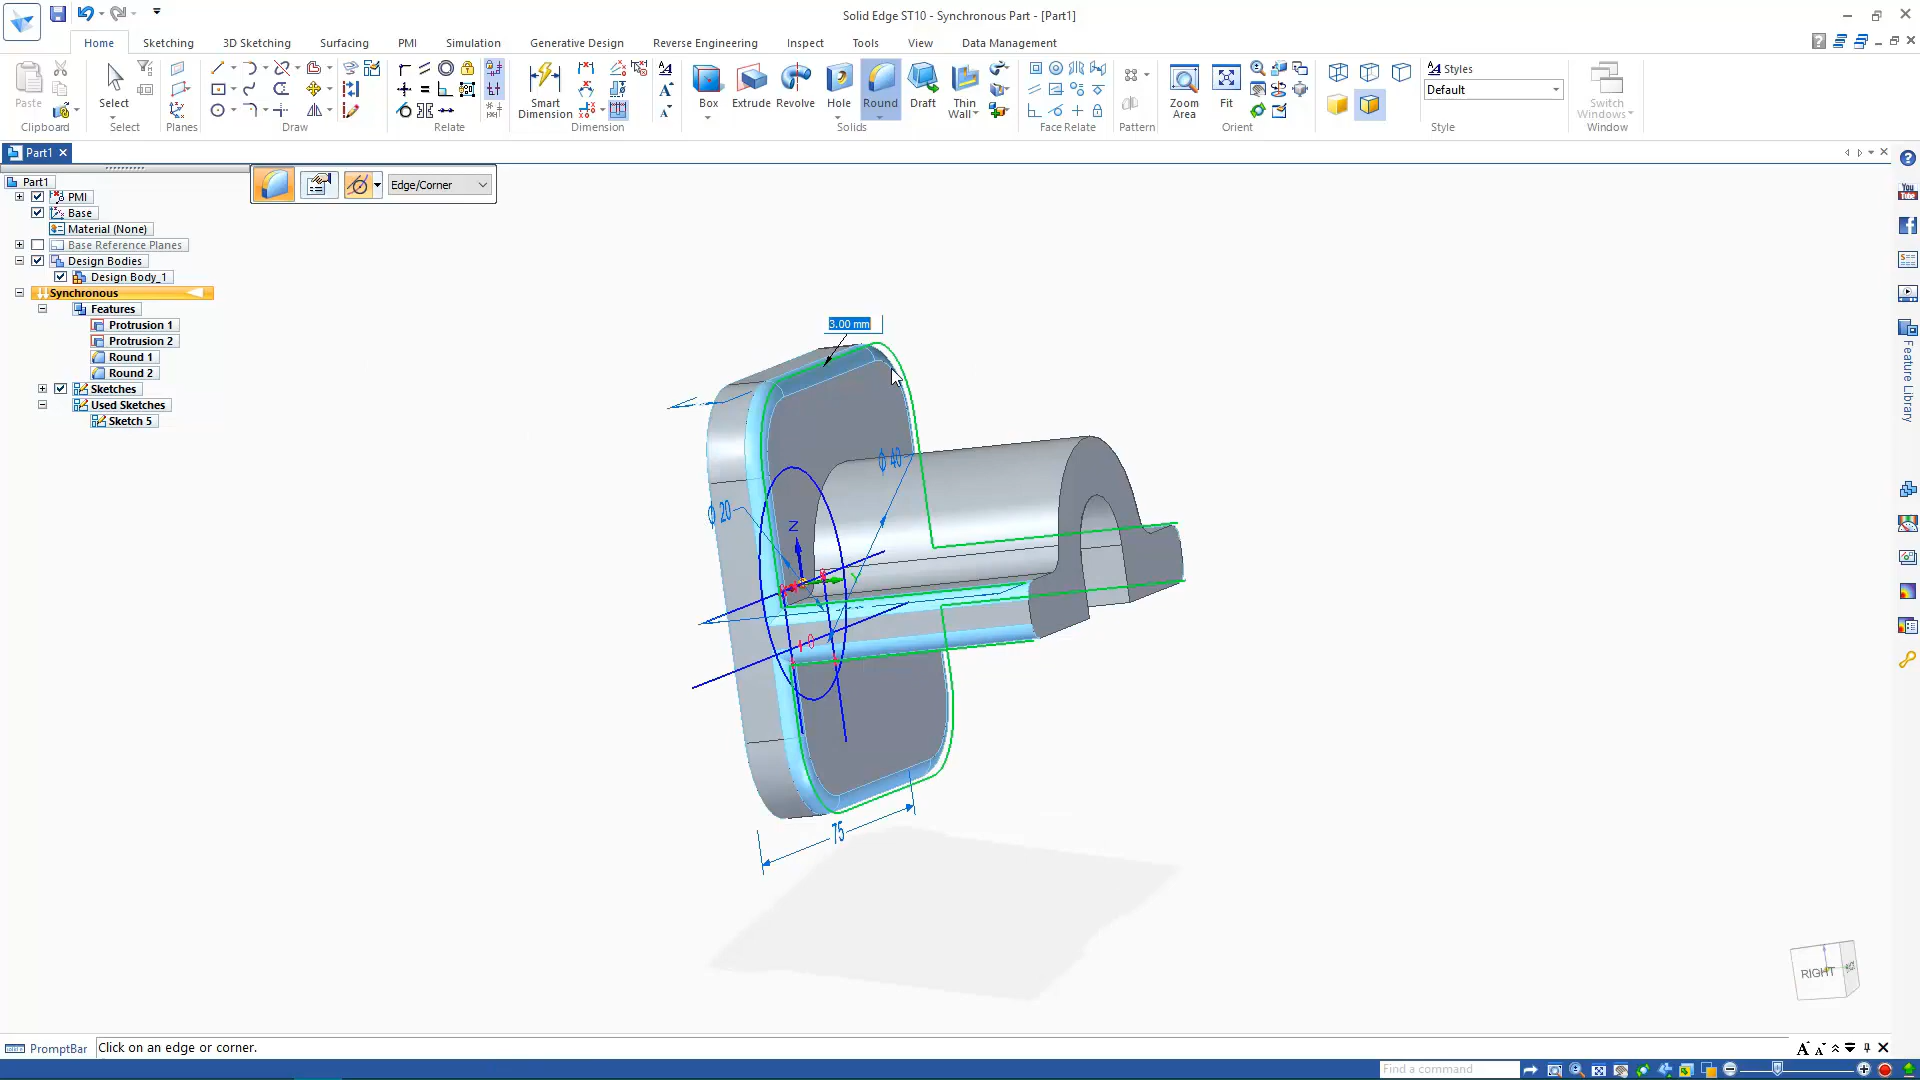 Solid Edge ST10 - Synchronous Part - [Part1]
Home Sketching 3D Sketching Surfacing PMI Simulation Generative Design Reverse Engineering Inspect Tools View Data Management
Paste
Select
Smart Dimension
Box Extrude Revolve Hole Round Draft Thin Wall
Zoom Area
Fit
Styles
Default
Switch Windows
Clipboard Select Planes Draw Relate Dimension Solids Face Relate Pattern Orient Style Window
Part1
Part1
PMI
Base
Material (None)
Base Reference Planes
Design Bodies
Design Body_1
Synchronous
Features
Protrusion 1
Protrusion 2
Round 1
Round 2
Sketches
Used Sketches
Sketch 5
Edge/Corner
3.00 mm
ϕ 40
ϕ 20
Z
Y
75
RIGHT
You Tube
Feature Library
PromptBar
Click on an edge or corner.
Find a command